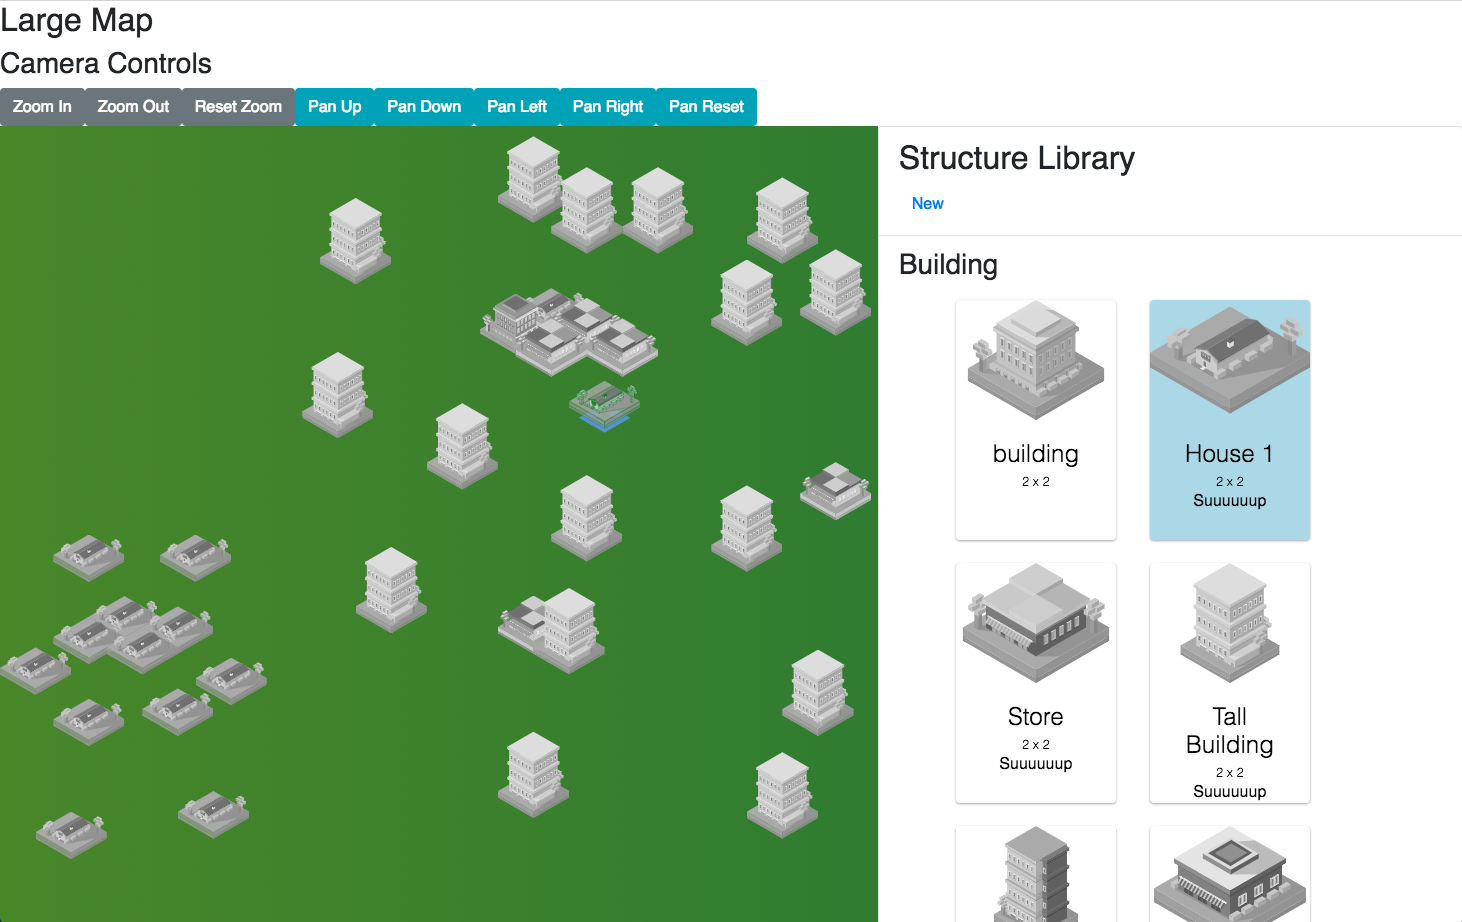 Large Map
Camera Controls
Zoom In Zoom Out Reset Zoom Pan Up Pan Down Pan Left Pan Right Pan Reset
Structure Library
New
Building
building
2 x 2
House 1
2 x 2
Suuuuuup
Store
2 x 2
Suuuuuup
Tall
Building
2 x 2
Suuuuuup